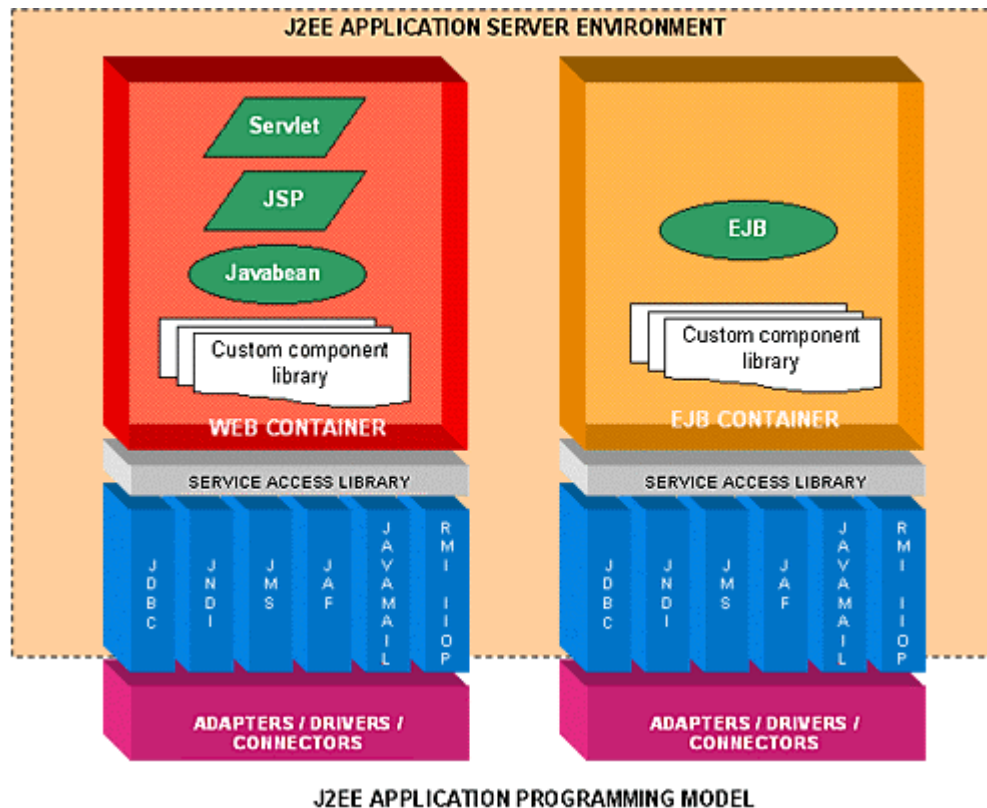 J2EE APPLICATION SERVER ENVIRONMENT
Servlet
JSP
Javabean
Custom component
library
WEB CONTAINER
SERVICE ACCESS LIBRARY
JDBC
JNDI
JMS
JAF
JAVAMAIL
RMI IIOP
ADAPTERS / DRIVERS /
CONNECTORS
EJB
Custom component
library
EJB CONTAINER
SERVICE ACCESS LIBRARY
JDBC
JNDI
JMS
JAF
JAVAMAIL
RMI IIOP
ADAPTERS / DRIVERS /
CONNECTORS
J2EE APPLICATION PROGRAMMING MODEL